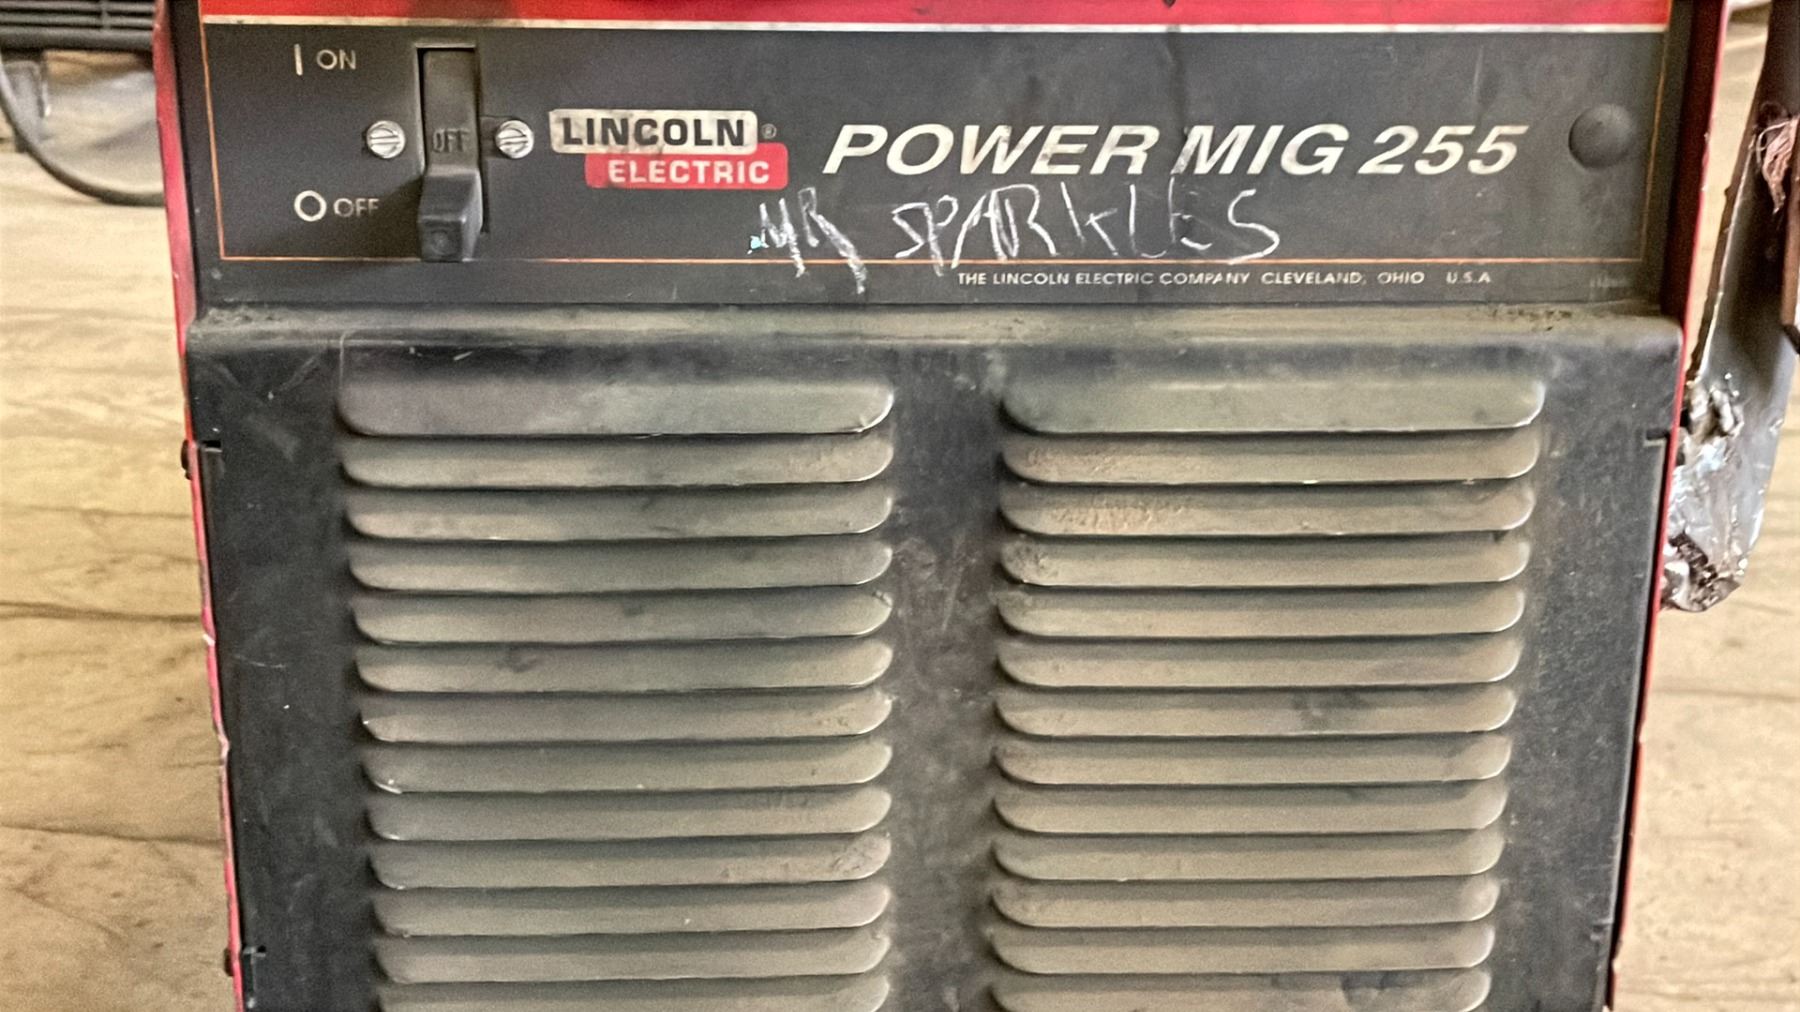 | ON
OFF
LINCOLN®
ELECTRIC
POWER MIG 255
O OFF
MR SPARKLES
THE LINCOLN ELECTRIC COMPANY CLEVELAND, OHIO U.S.A